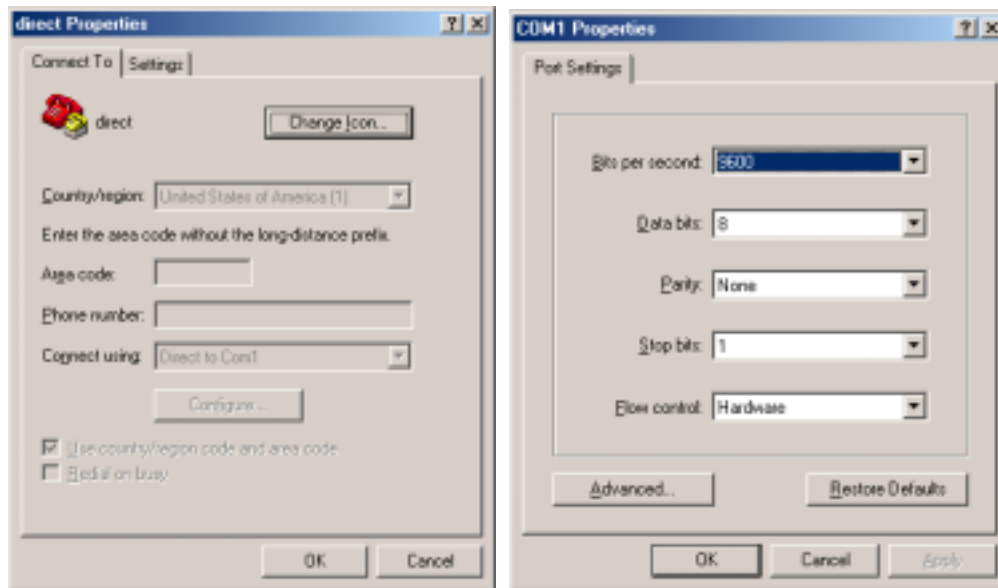 direct Properties
Connect To
Settings
direct
Change Icon...
Country/region: United States of America (1)
Enter the area code without the long-distance prefix.
Area code:
Phone number:
Connect using: Direct to Com1
Configure...
Use country/region code and area code
Redial on busy
OK
Cancel
COM1 Properties
Port Settings
Bits per second: 9600
Data bits: 8
Parity: None
Stop bits: 1
Flow control: Hardware
Advanced...
Restore Defaults
OK
Cancel
Apply